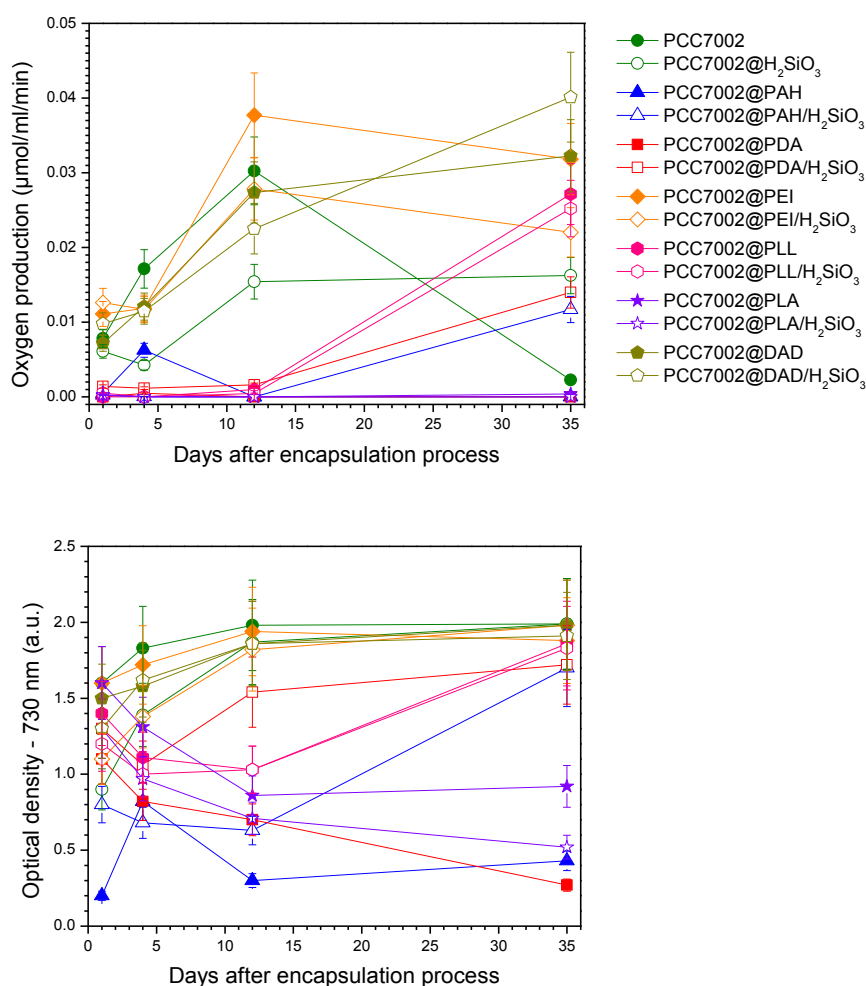 0.05
0.04
0.03
0.02
0.01
0.00
Oxygen production (μmol/ml/min)
0 5 10 15 20 25 30 35
Days after encapsulation process
PCC7002
PCC7002@H₂SiO₃
PCC7002@PAH
PCC7002@PAH/H₂SiO₃
PCC7002@PDA
PCC7002@PDA/H₂SiO₃
PCC7002@PEI
PCC7002@PEI/H₂SiO₃
PCC7002@PLL
PCC7002@PLL/H₂SiO₃
PCC7002@PLA
PCC7002@PLA/H₂SiO₃
PCC7002@DAD
PCC7002@DAD/H₂SiO₃
2.5
2.0
1.5
1.0
0.5
0.0
Optical density - 730 nm (a.u.)
0 5 10 15 20 25 30 35
Days after encapsulation process